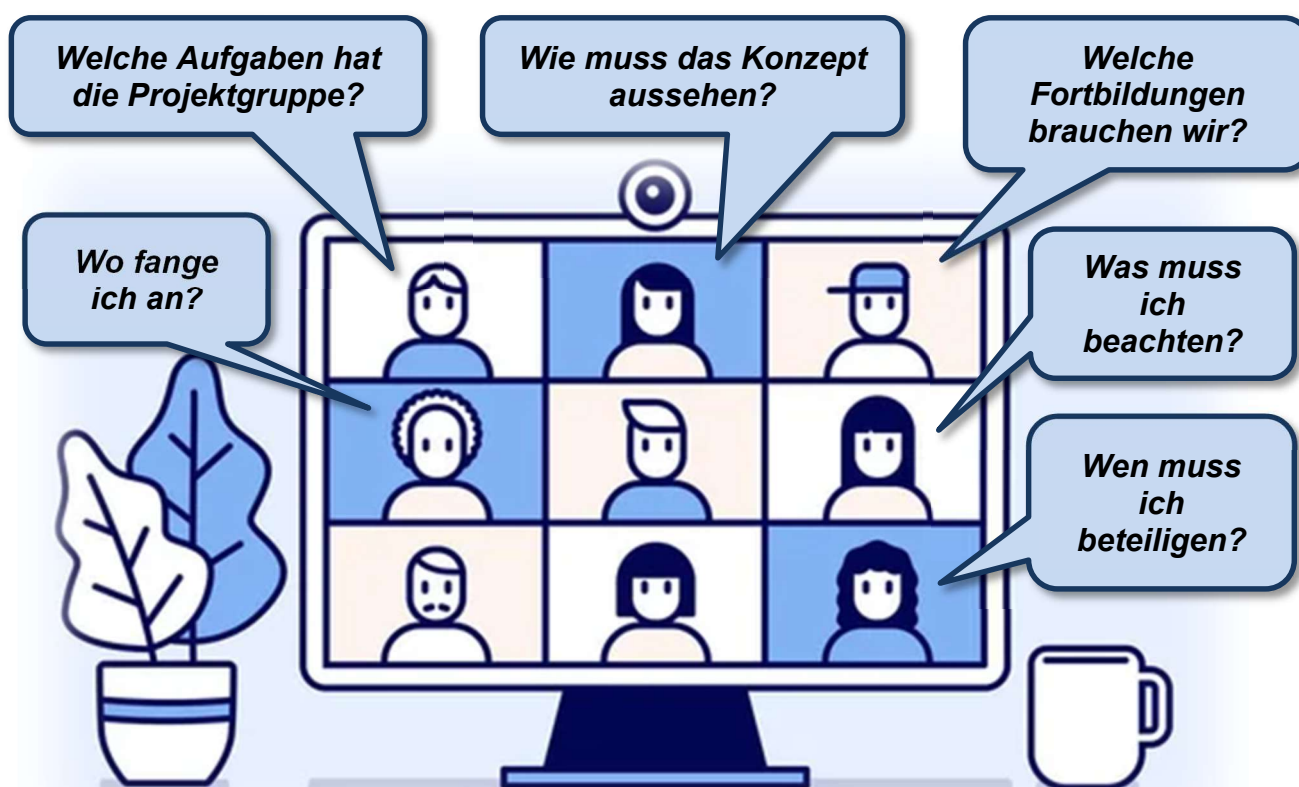 Welche Aufgaben hat
die Projektgruppe?
Wie muss das Konzept
aussehen?
Welche
Fortbildungen
brauchen wir?
Wo fange
ich an?
Was muss
ich
beachten?
Wen muss
ich
beteiligen?